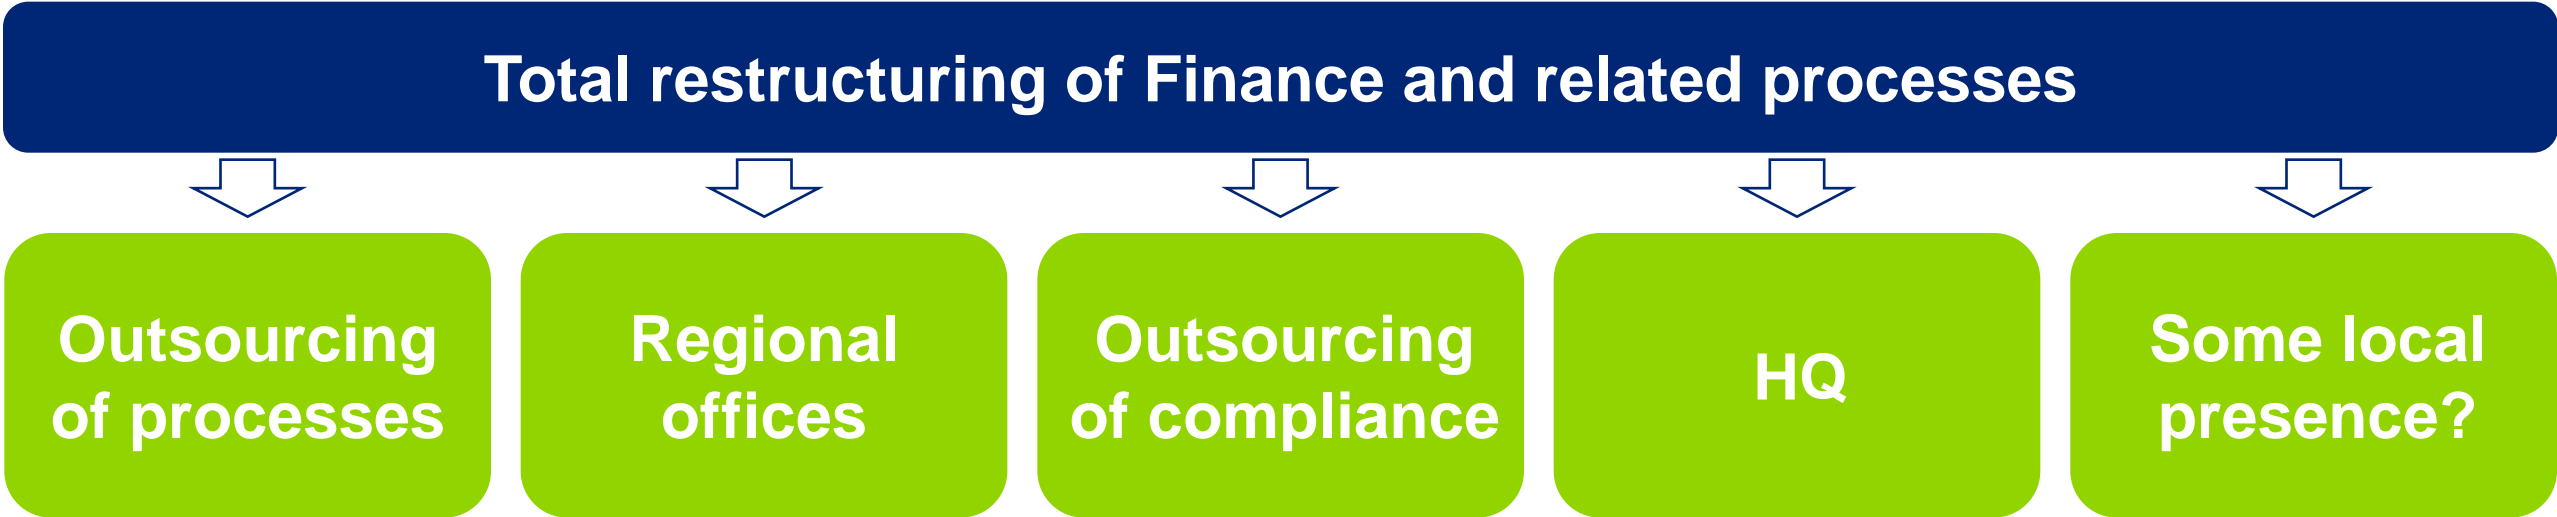 Total restructuring of Finance and related processes
Outsourcing
of processes
Regional
offices
Outsourcing
of compliance
HQ
Some local
presence?